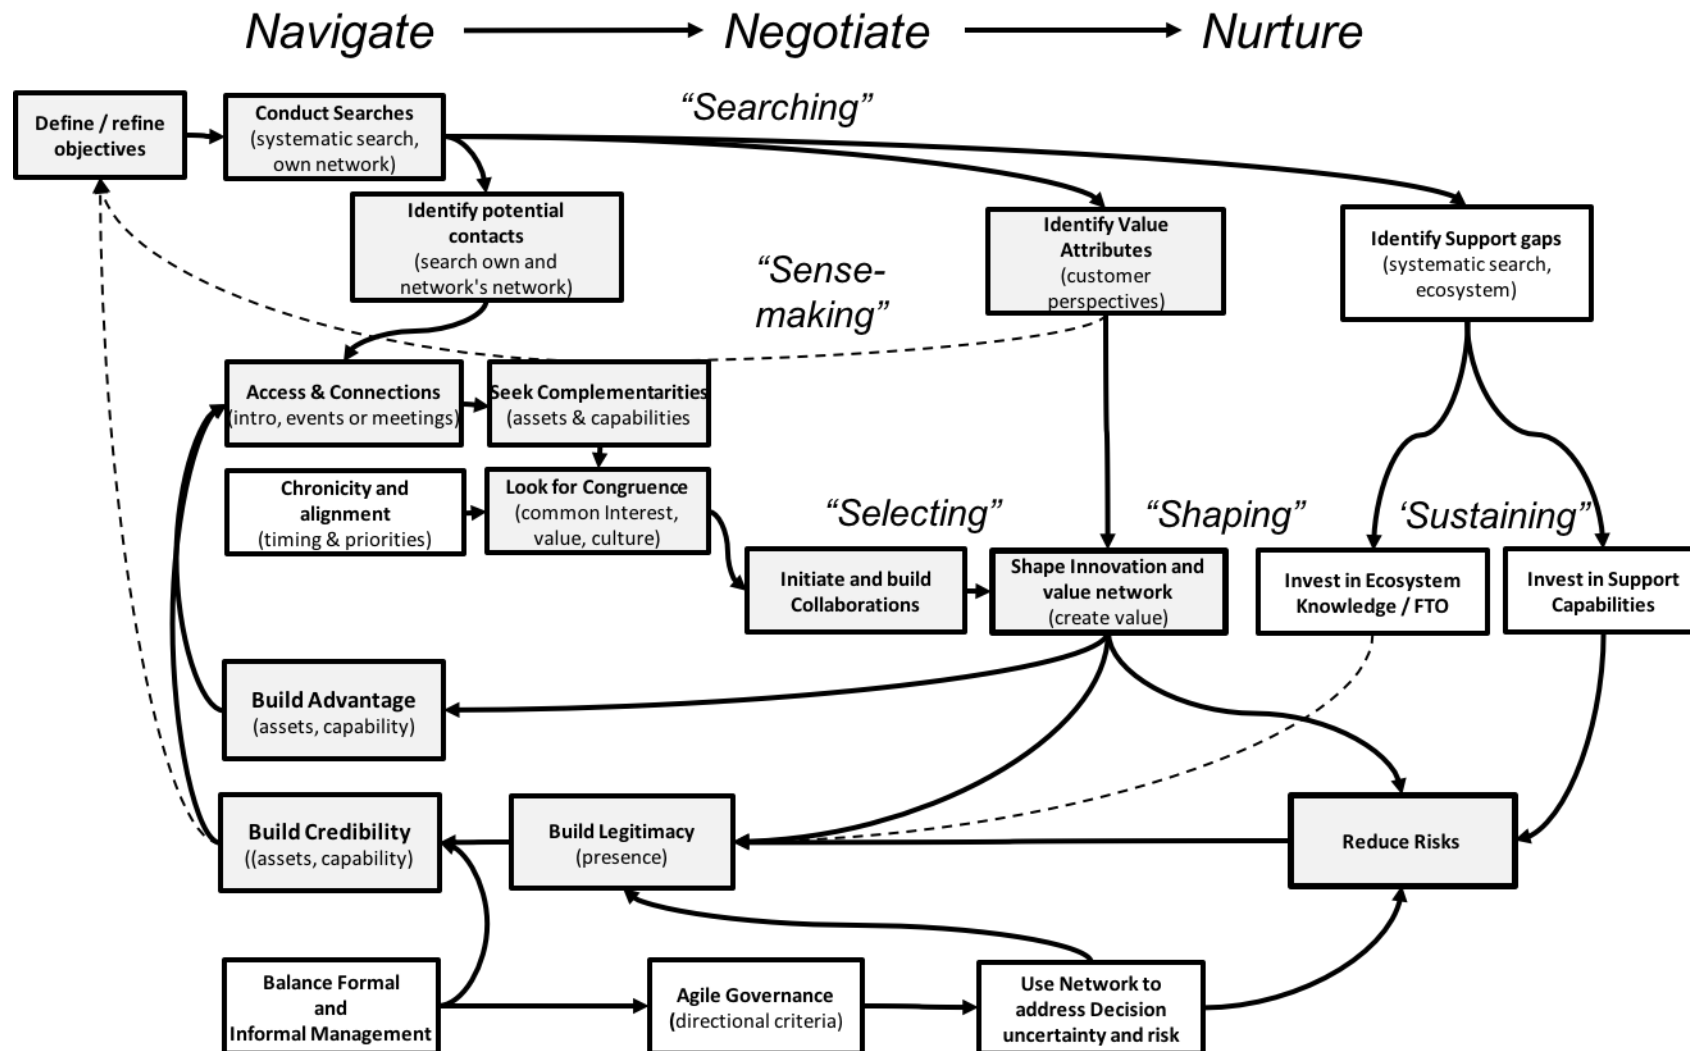 Navigate
Negotiate
Nurture
"Searching"
Define / refine
objectives
Conduct Searches
(systematic search,
own network)
Identify potential
contacts
(search own and
network's network)
"Sense-
making"
Identify Value
Attributes
(customer
perspectives)
Identify Support gaps
(systematic search,
ecosystem)
Access & Connections
(intro, events or meetings)
Seek Complementarities
(assets & capabilities
Chronicity and
alignment
(timing & priorities)
Look for Congruence
(common Interest,
value, culture)
"Selecting"
"Shaping"
‘Sustaining”
Initiate and build
Collaborations
Shape Innovation and
value network
(create value)
Invest in Ecosystem
Knowledge / FTO
Invest in Support
Capabilities
Build Advantage
(assets, capability)
Build Credibility
((assets, capability)
Build Legitimacy
(presence)
Reduce Risks
Balance Formal
and
Informal Management
Agile Governance
(directional criteria)
Use Network to
address Decision
uncertainty and risk